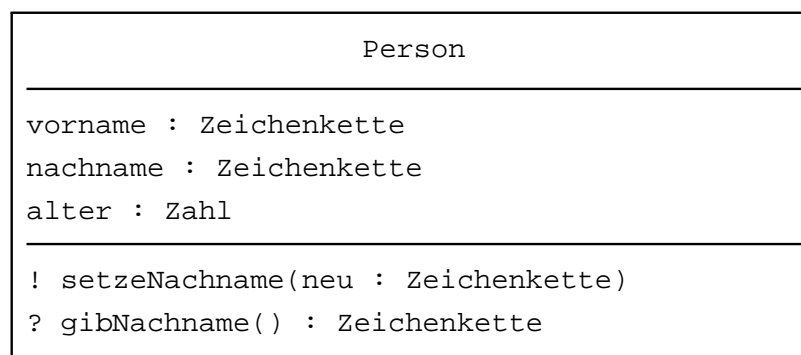 Person
vorname : Zeichenkette
nachname : Zeichenkette
alter : Zahl
! setzeNachname(neu : Zeichenkette)
? gibNachname() : Zeichenkette